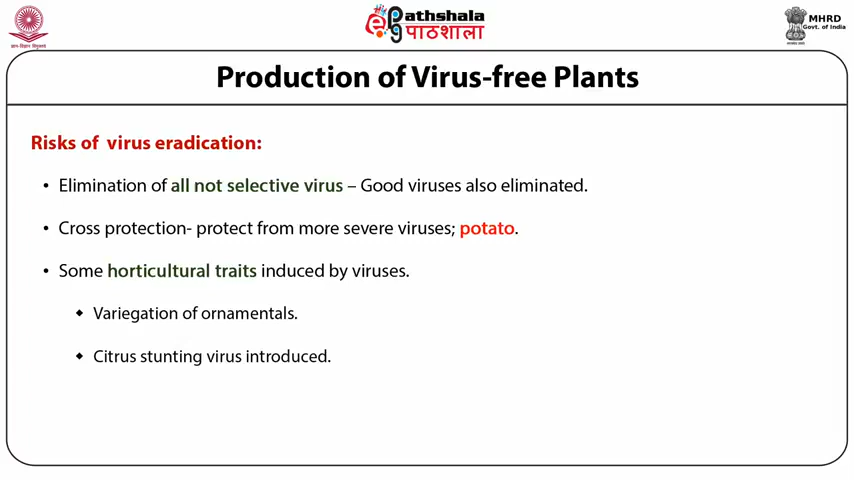 ePathshala
पाठशाला
MHRD
Govt. of India
Production of Virus-free Plants
Risks of virus eradication:
• Elimination of all not selective virus – Good viruses also eliminated.
• Cross protection- protect from more severe viruses; potato.
• Some horticultural traits induced by viruses.
◆ Variegation of ornamentals.
◆ Citrus stunting virus introduced.